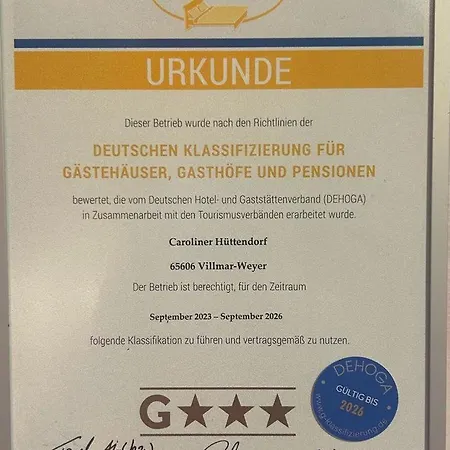 URKUNDE
Dieser Betrieb wurde nach den Richtlinien der
DEUTSCHEN KLASSIFIZIERUNG FÜR
GÄSTEHÄUSER, GASTHÖFE UND PENSIONEN
bewertet, die vom Deutschen Hotel- und Gaststättenverband (DEHOGA)
in Zusammenarbeit mit den Tourismusverbänden erarbeitet wurde.
Caroliner Hüttendorf
65606 Villmar-Weyer
Der Betrieb ist berechtigt, für den Zeitraum
September 2023 – September 2026
folgende Klassifikation zu führen und vertragsgemäß zu nutzen.
G★★★
DEHOGA
GÜLTIG BIS
2026
www.g-klassifizierung.de